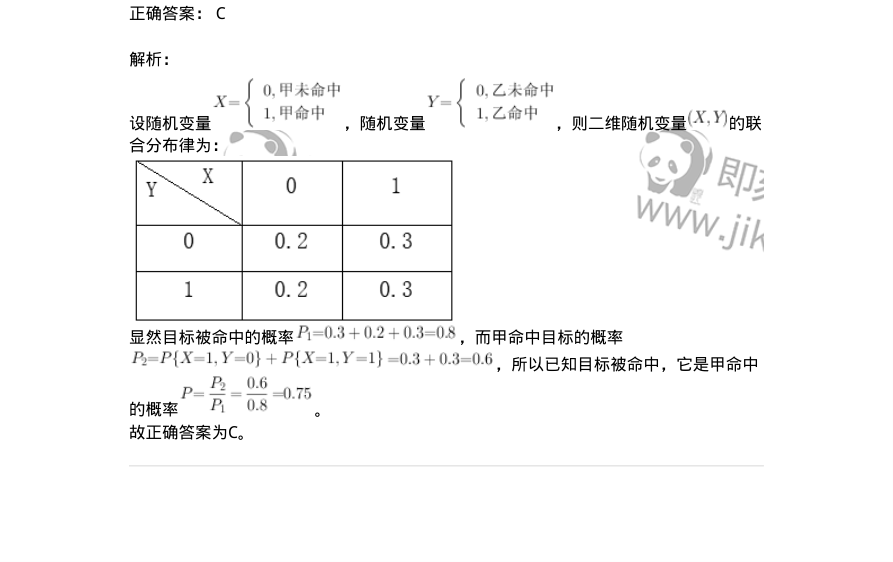 正确答案： C
解析：
设随机变量 X={ 0,甲未命中 1,甲命中 ，随机变量 Y={ 0,乙未命中 1,乙命中 ，则二维随机变量(X,Y)的联
合分布律为：
Y X 0 1
0 0.2 0.3
1 0.2 0.3
显然目标被命中的概率P₁=0.3+0.2+0.3=0.8，而甲命中目标的概率
P₂=P{X=1,Y=0}+P{X=1,Y=1}=0.3+0.3=0.6，所以已知目标被命中，它是甲命中
的概率P=P₂/P₁=0.6/0.8=0.75。
故正确答案为C。
www.jik